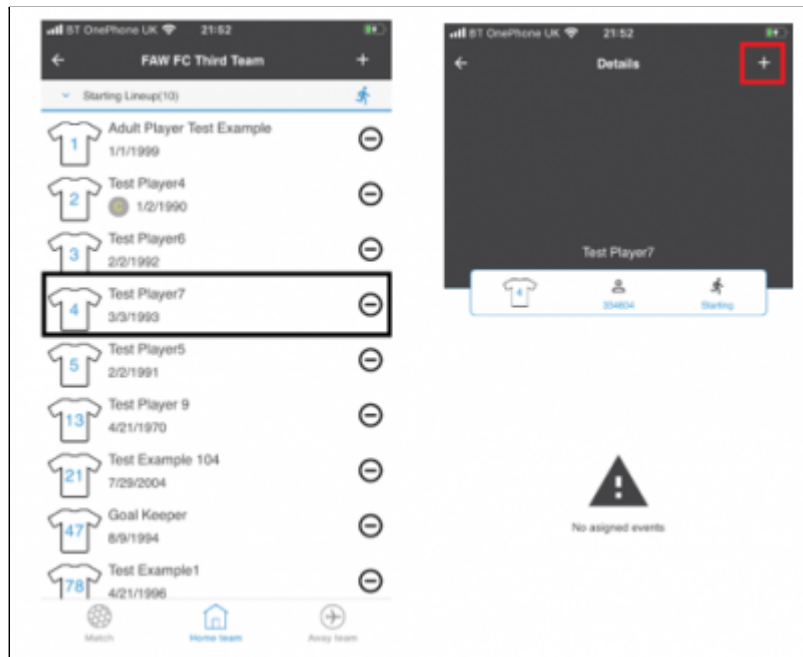 BT OnePhone UK 21:52
FAW FC Third Team +
Starting Lineup(10)
1 Adult Player Test Example
1/1/1999
2 Test Player4
C 1/2/1990
3 Test Player6
2/2/1992
4 Test Player7
3/3/1993
5 Test Player5
2/2/1991
13 Test Player 9
4/21/1970
21 Test Example 104
7/29/2004
47 Goal Keeper
8/9/1994
78 Test Example1
4/21/1996
Match Home team Away team
BT OnePhone UK 21:52
Details +
Test Player7
4 334604 Starting
No asigned events